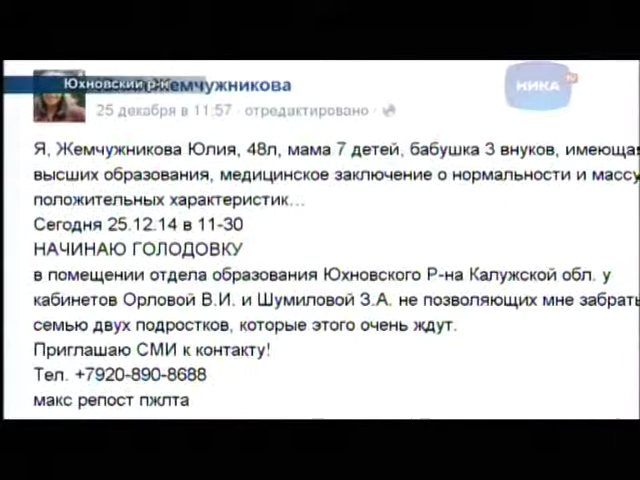 Юхновский р-н
Жемчужникова
НИКА TV
25 декабря в 11:57 · отредактировано ·
Я, Жемчужникова Юлия, 48л, мама 7 детей, бабушка 3 внуков, имеющая
высших образования, медицинское заключение о нормальности и массу
положительных характеристик...
Сегодня 25.12.14 в 11-30
НАЧИНАЮ ГОЛОДОВКУ
в помещении отдела образования Юхновского Р-на Калужской обл. у
кабинетов Орловой В.И. и Шумиловой З.А. не позволяющих мне забрать
семью двух подростков, которые этого очень ждут.
Приглашаю СМИ к контакту!
Тел. +7920-890-8688
макс репост пжлта